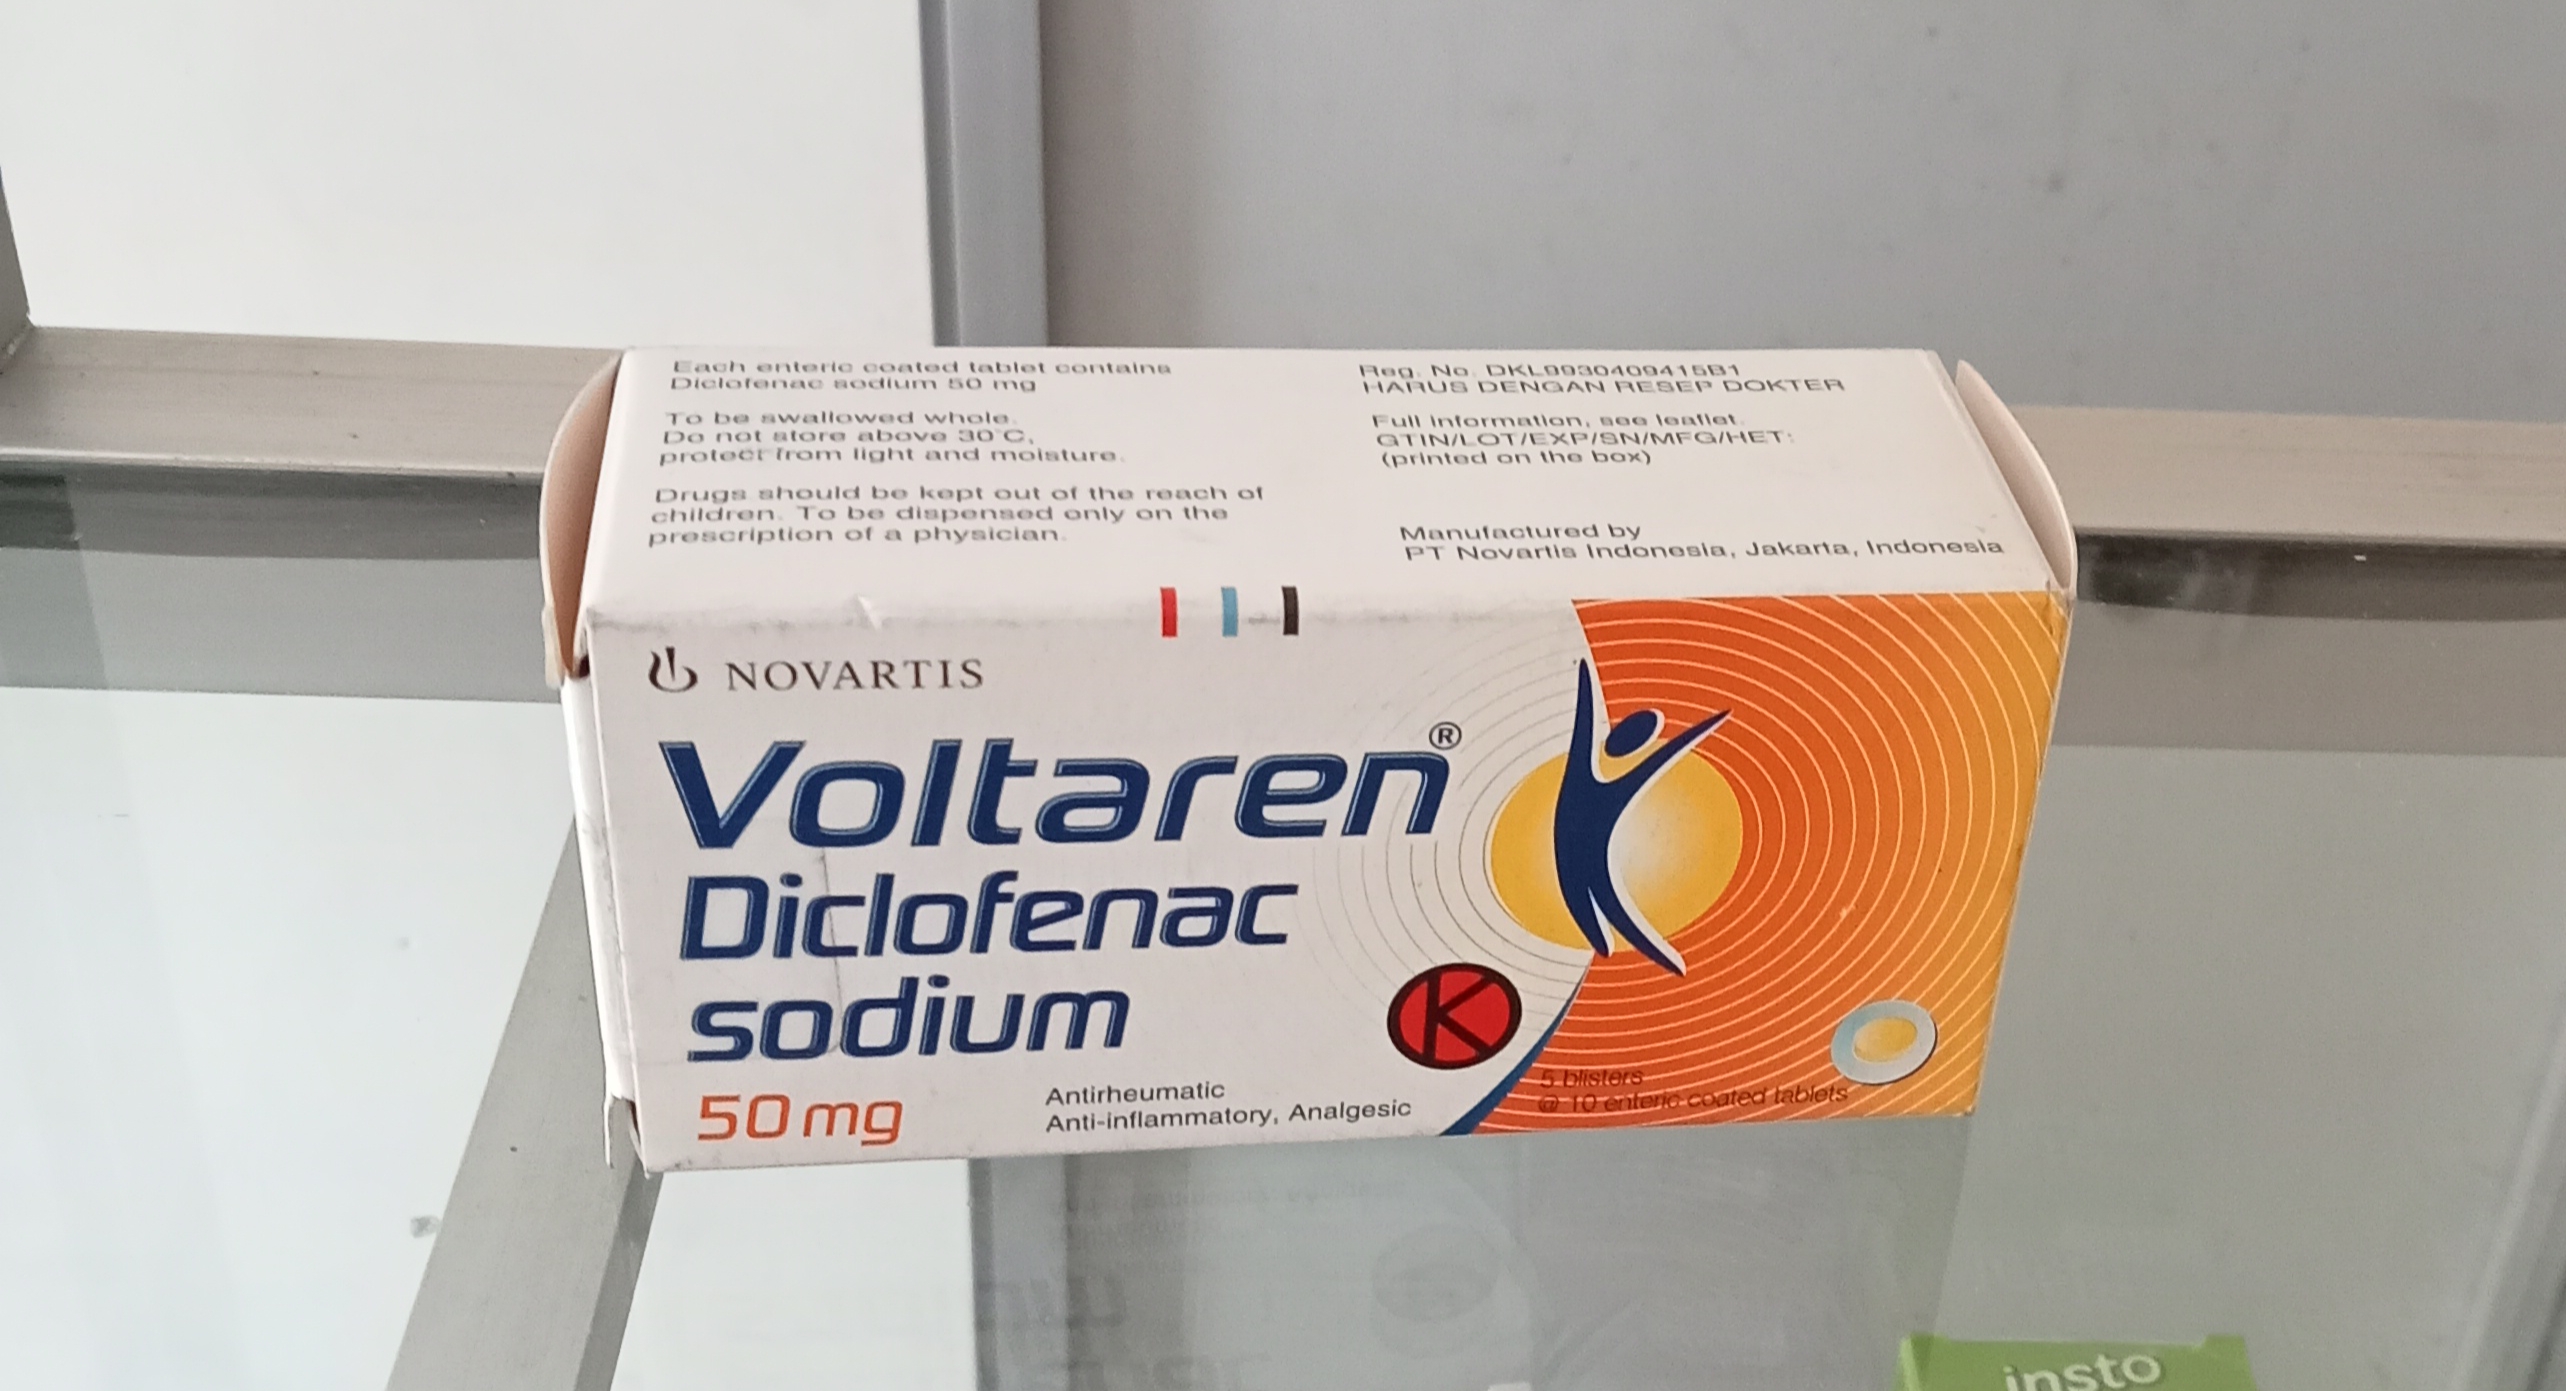 Each enteric coated tablet contains
Diclofenac sodium 50 mg
To be swallowed whole.
Do not store above 30°C,
protect from light and moisture.
Drugs should be kept out of the reach of
children. To be dispensed only on the
prescription of a physician.
Reg. No. DKL9930409415B1
HARUS DENGAN RESEP DOKTER
Full information, see leaflet.
GTIN/LOT/EXP/SN/MFG/HET:
(printed on the box)
Manufactured by
PT Novartis Indonesia, Jakarta, Indonesia
NOVARTIS
Voltaren®
Diclofenac
sodium
50 mg
Antirheumatic
Anti-inflammatory, Analgesic
K
5 blisters
@ 10 enteric-coated tablets
insto